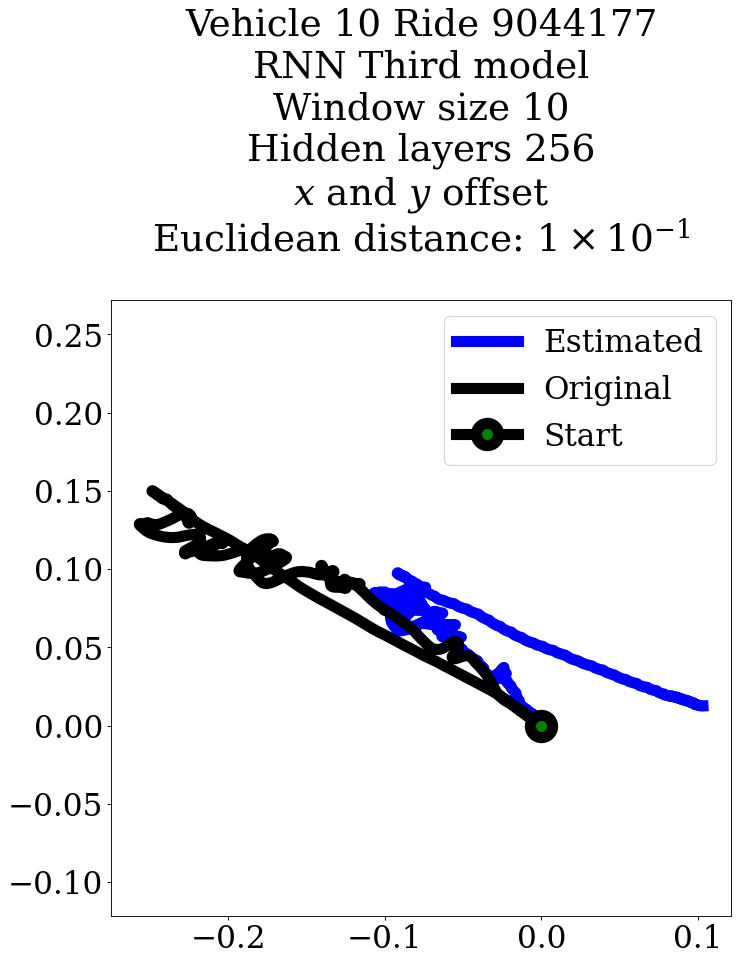 Vehicle 10 Ride 9044177
RNN Third model
Window size 10
Hidden layers 256
x and y offset
Euclidean distance: 1 × 10⁻¹
Estimated
Original
Start
0.25
0.20
0.15
0.10
0.05
0.00
−0.05
−0.10
−0.2 −0.1 0.0 0.1